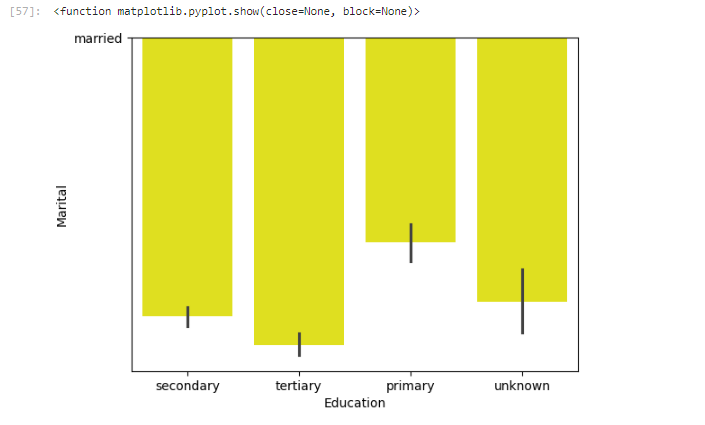 [57]: <function matplotlib.pyplot.show(close=None, block=None)>
married
Marital
secondary tertiary primary unknown
Education